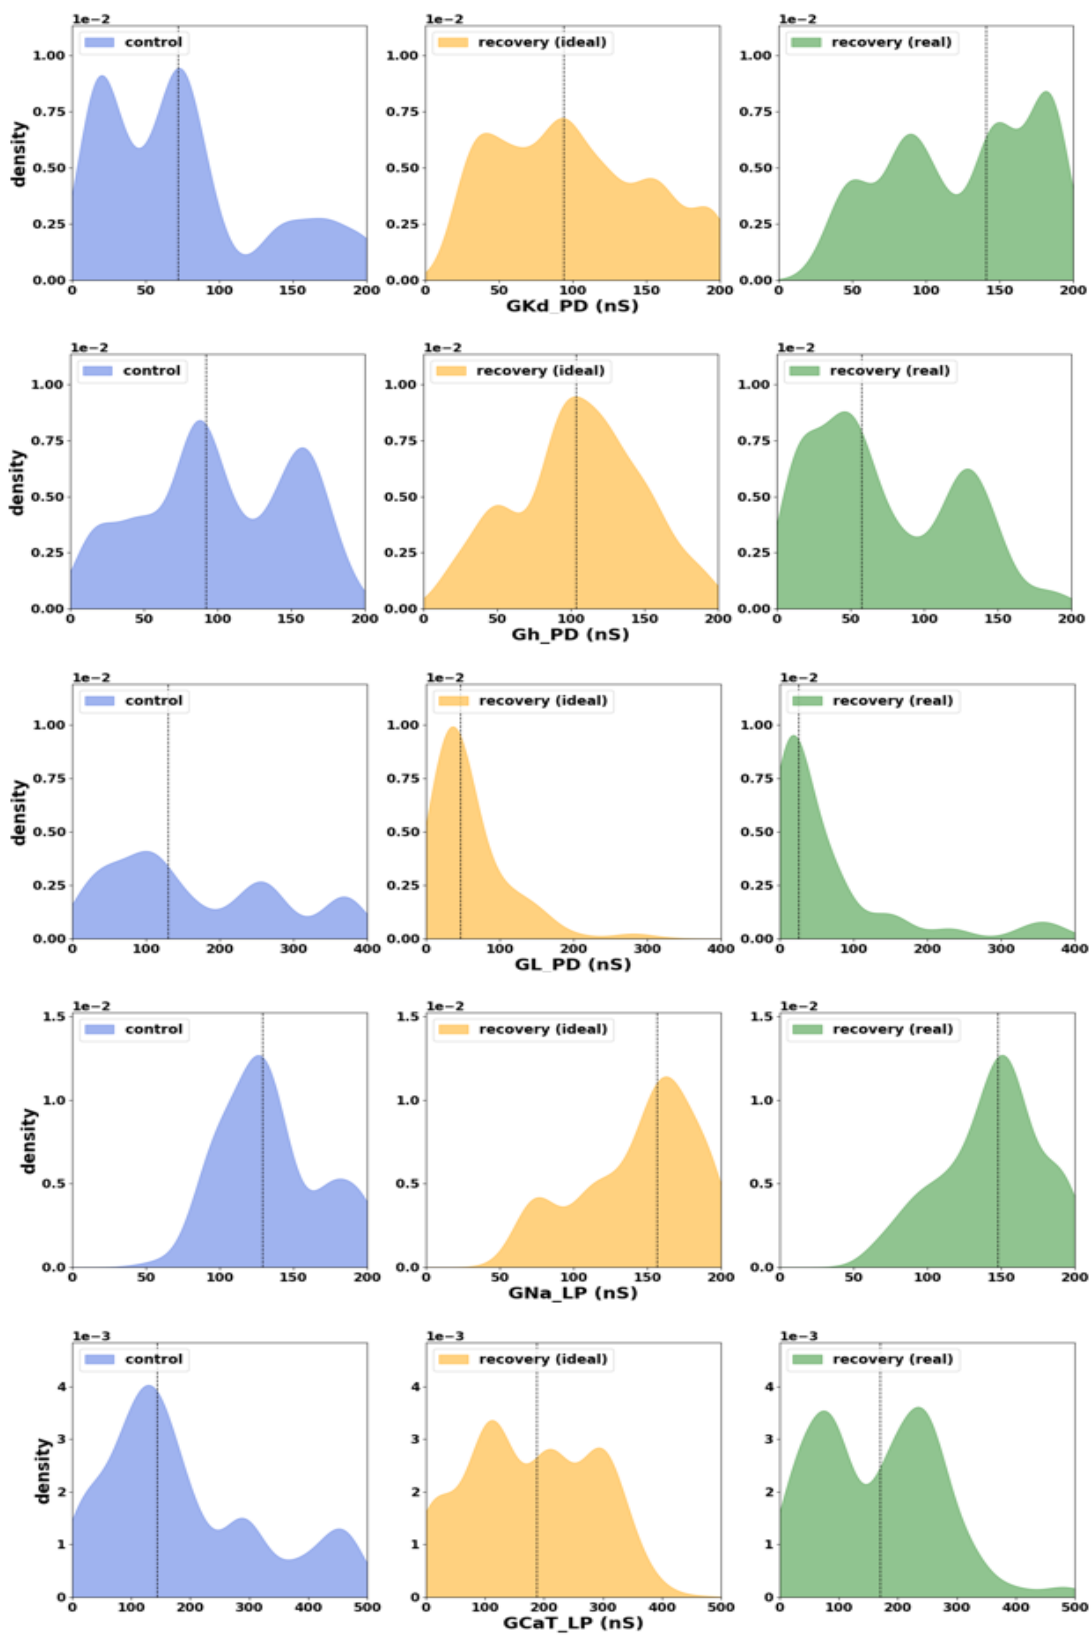 1e−2 1e−2 1e−2
control recovery (ideal) recovery (real)
1.00 1.00 1.00
0.75 0.75 0.75
density
0.50 0.50 0.50
0.25 0.25 0.25
0.00 0.00 0.00
0 50 100 150 200 0 50 100 150 200 0 50 100 150 200
GKd_PD (nS)
1e−2 1e−2 1e−2
control recovery (ideal) recovery (real)
1.00 1.00 1.00
0.75 0.75 0.75
density
0.50 0.50 0.50
0.25 0.25 0.25
0.00 0.00 0.00
0 50 100 150 200 0 50 100 150 200 0 50 100 150 200
Gh_PD (nS)
1e−2 1e−2 1e−2
control recovery (ideal) recovery (real)
1.00 1.00 1.00
0.75 0.75 0.75
density
0.50 0.50 0.50
0.25 0.25 0.25
0.00 0.00 0.00
0 100 200 300 400 0 100 200 300 400 0 100 200 300 400
GL_PD (nS)
1e−2 1e−2 1e−2
1.5 1.5 1.5
control recovery (ideal) recovery (real)
1.0 1.0 1.0
density
0.5 0.5 0.5
0.0 0.0 0.0
0 50 100 150 200 0 50 100 150 200 0 50 100 150 200
GNa_LP (nS)
1e−3 1e−3 1e−3
control recovery (ideal) recovery (real)
4 4 4
3 3 3
density
2 2 2
1 1 1
0 0 0
0 100 200 300 400 500 0 100 200 300 400 500 0 100 200 300 400 500
GCaT_LP (nS)